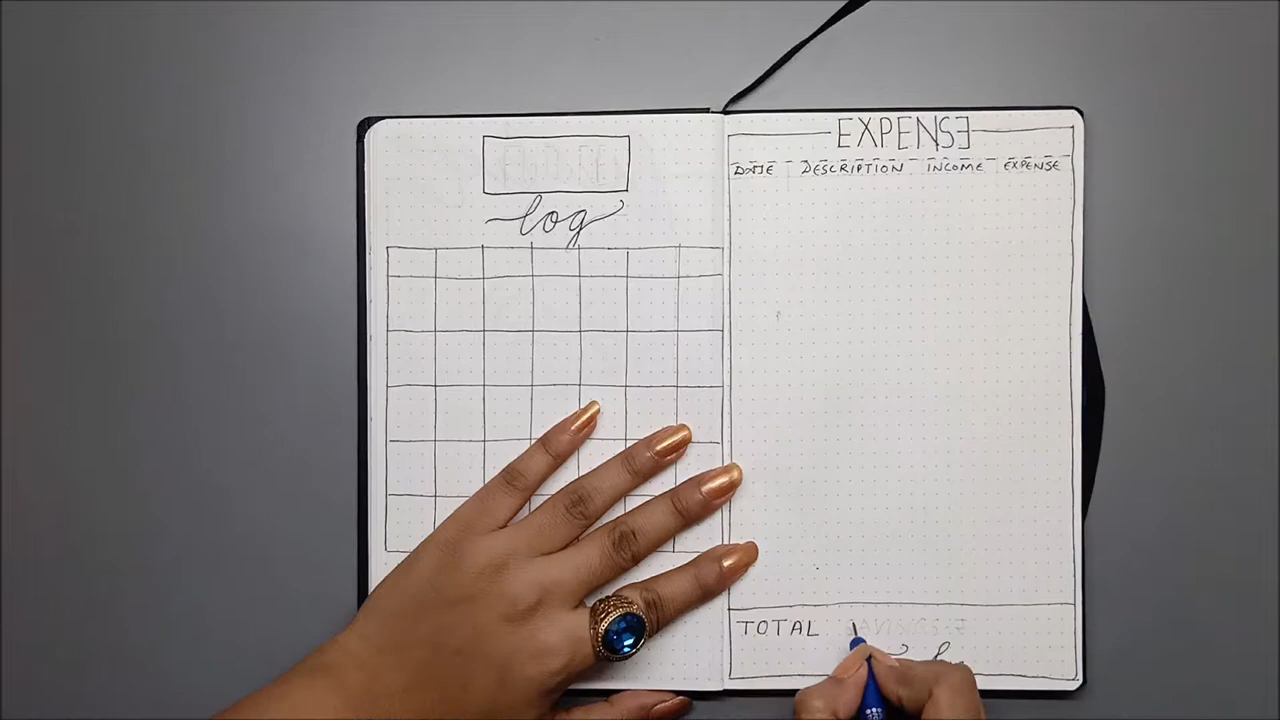 log
EXPENSE
DATE DESCRIPTION INCOME EXPENSE
TOTAL